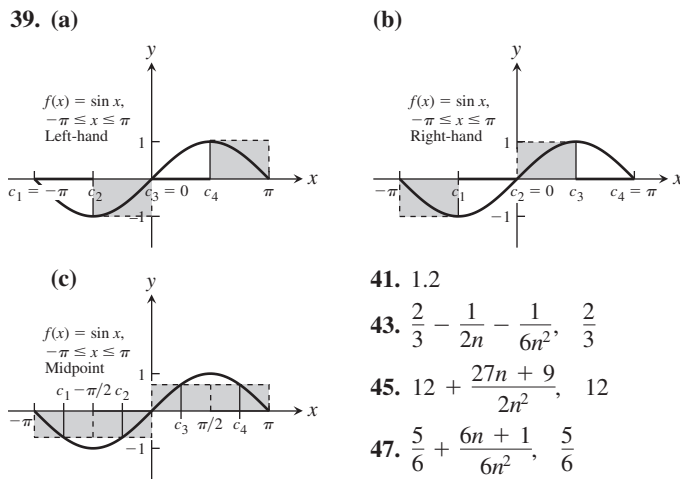 39. (a)
y
f(x) = sin x,
−π ≤ x ≤ π
Left-hand
1
x
c₁ = −π c₂ c₃ = 0 c₄ π
−1
(b)
y
f(x) = sin x,
−π ≤ x ≤ π
Right-hand
1
x
−π c₁ c₂ = 0 c₃ c₄ = π
−1
(c)
y
f(x) = sin x,
−π ≤ x ≤ π
Midpoint
1
c₁ −π/2 c₂
x
−π c₃ π/2 c₄ π
−1
41. 1.2
43. 2/3 − 1/2n − 1/6n², 2/3
45. 12 + (27n + 9)/2n², 12
47. 5/6 + (6n + 1)/6n², 5/6